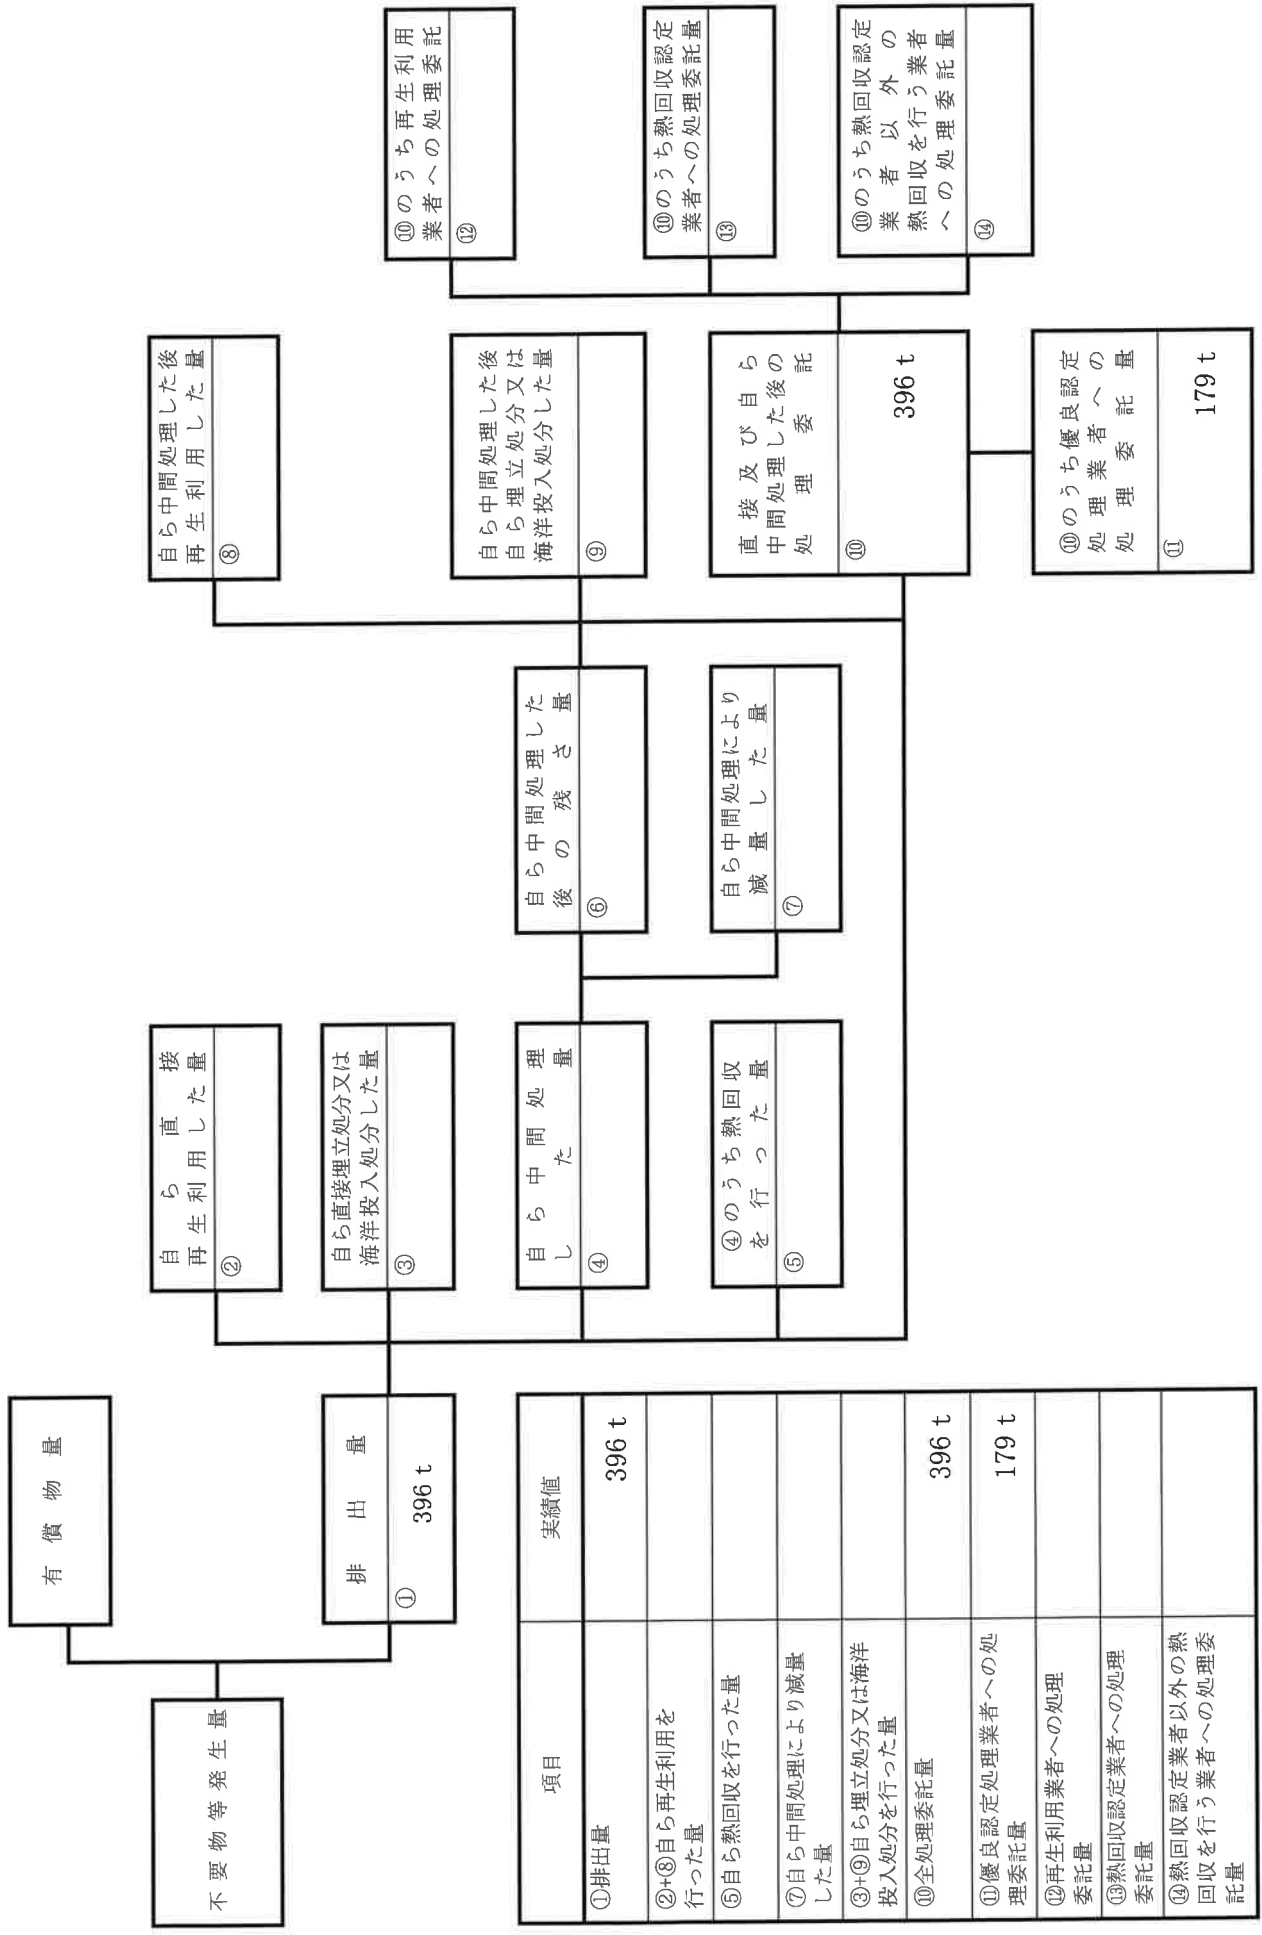 不要物等発生量
有償物量
排出量
①
396 t
自ら直接
再生利用した量
②
自ら直接埋立処分又は
海洋投入処分した量
③
自ら中間処理
した量
④
④のうち熱回収
を行った量
⑤
自ら中間処理した
後の残さ量
⑥
自ら中間処理により
減量した量
⑦
自ら中間処理した後
再生利用した量
⑧
自ら中間処理した後
自ら埋立処分又は
海洋投入処分した量
⑨
直接及び自ら
中間処理した後の
処理委託
⑩
396 t
⑩のうち優良認定
処理業者への
処理委託量
⑪
179 t
⑩のうち再生利用
業者への処理委託
⑫
⑩のうち熱回収認定
業者への処理委託量
⑬
⑩のうち熱回収認定
業者以外の
熱回収を行う業者
への処理委託量
⑭
項目 実績値
①排出量 396 t
②+⑧自ら再生利用を
行った量
⑤自ら熱回収を行った量
⑦自ら中間処理により減量
した量
③+⑨自ら埋立処分又は海洋
投入処分を行った量
⑩全処理委託量 396 t
⑪優良認定処理業者への処
理委託量 179 t
⑫再生利用業者への処理
委託量
⑬熱回収認定業者への処理
委託量
⑭熱回収認定業者以外の熱
回収を行う業者への処理委
託量